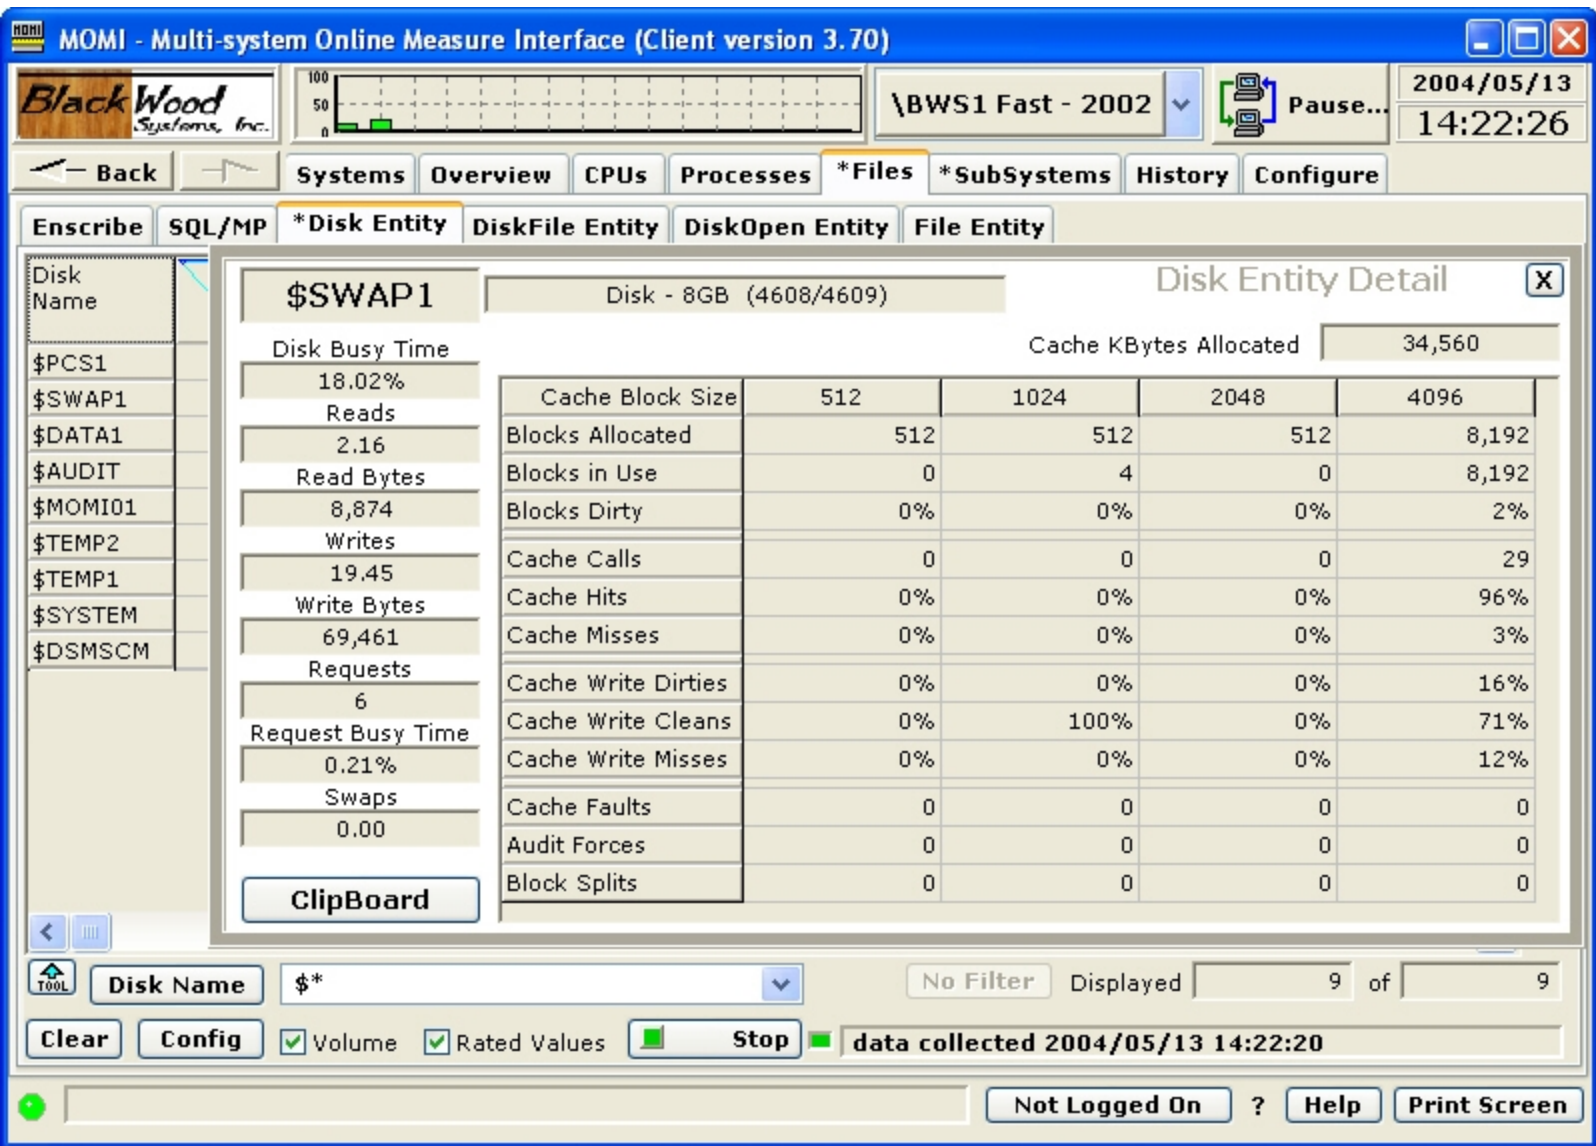 MOMI - Multi-system Online Measure Interface (Client version 3.70)
BlackWood Systems, Inc.
100
50
0
\BWS1 Fast - 2002
Pause...
2004/05/13
14:22:26
Back
Systems Overview CPUs Processes *Files *SubSystems History Configure
Enscribe SQL/MP *Disk Entity DiskFile Entity DiskOpen Entity File Entity
Disk Name
$PCS1
$SWAP1
$DATA1
$AUDIT
$MOMI01
$TEMP2
$TEMP1
$SYSTEM
$DSMSCM
$SWAP1
Disk - 8GB (4608/4609)
Disk Entity Detail
X
Disk Busy Time
18.02%
Reads
2.16
Read Bytes
8,874
Writes
19.45
Write Bytes
69,461
Requests
6
Request Busy Time
0.21%
Swaps
0.00
ClipBoard
Cache KBytes Allocated 34,560
Cache Block Size 512 1024 2048 4096
Blocks Allocated 512 512 512 8,192
Blocks in Use 0 4 0 8,192
Blocks Dirty 0% 0% 0% 2%
Cache Calls 0 0 0 29
Cache Hits 0% 0% 0% 96%
Cache Misses 0% 0% 0% 3%
Cache Write Dirties 0% 0% 0% 16%
Cache Write Cleans 0% 100% 0% 71%
Cache Write Misses 0% 0% 0% 12%
Cache Faults 0 0 0 0
Audit Forces 0 0 0 0
Block Splits 0 0 0 0
TOOL
Disk Name $* No Filter Displayed 9 of 9
Clear Config Volume Rated Values Stop data collected 2004/05/13 14:22:20
Not Logged On ? Help Print Screen